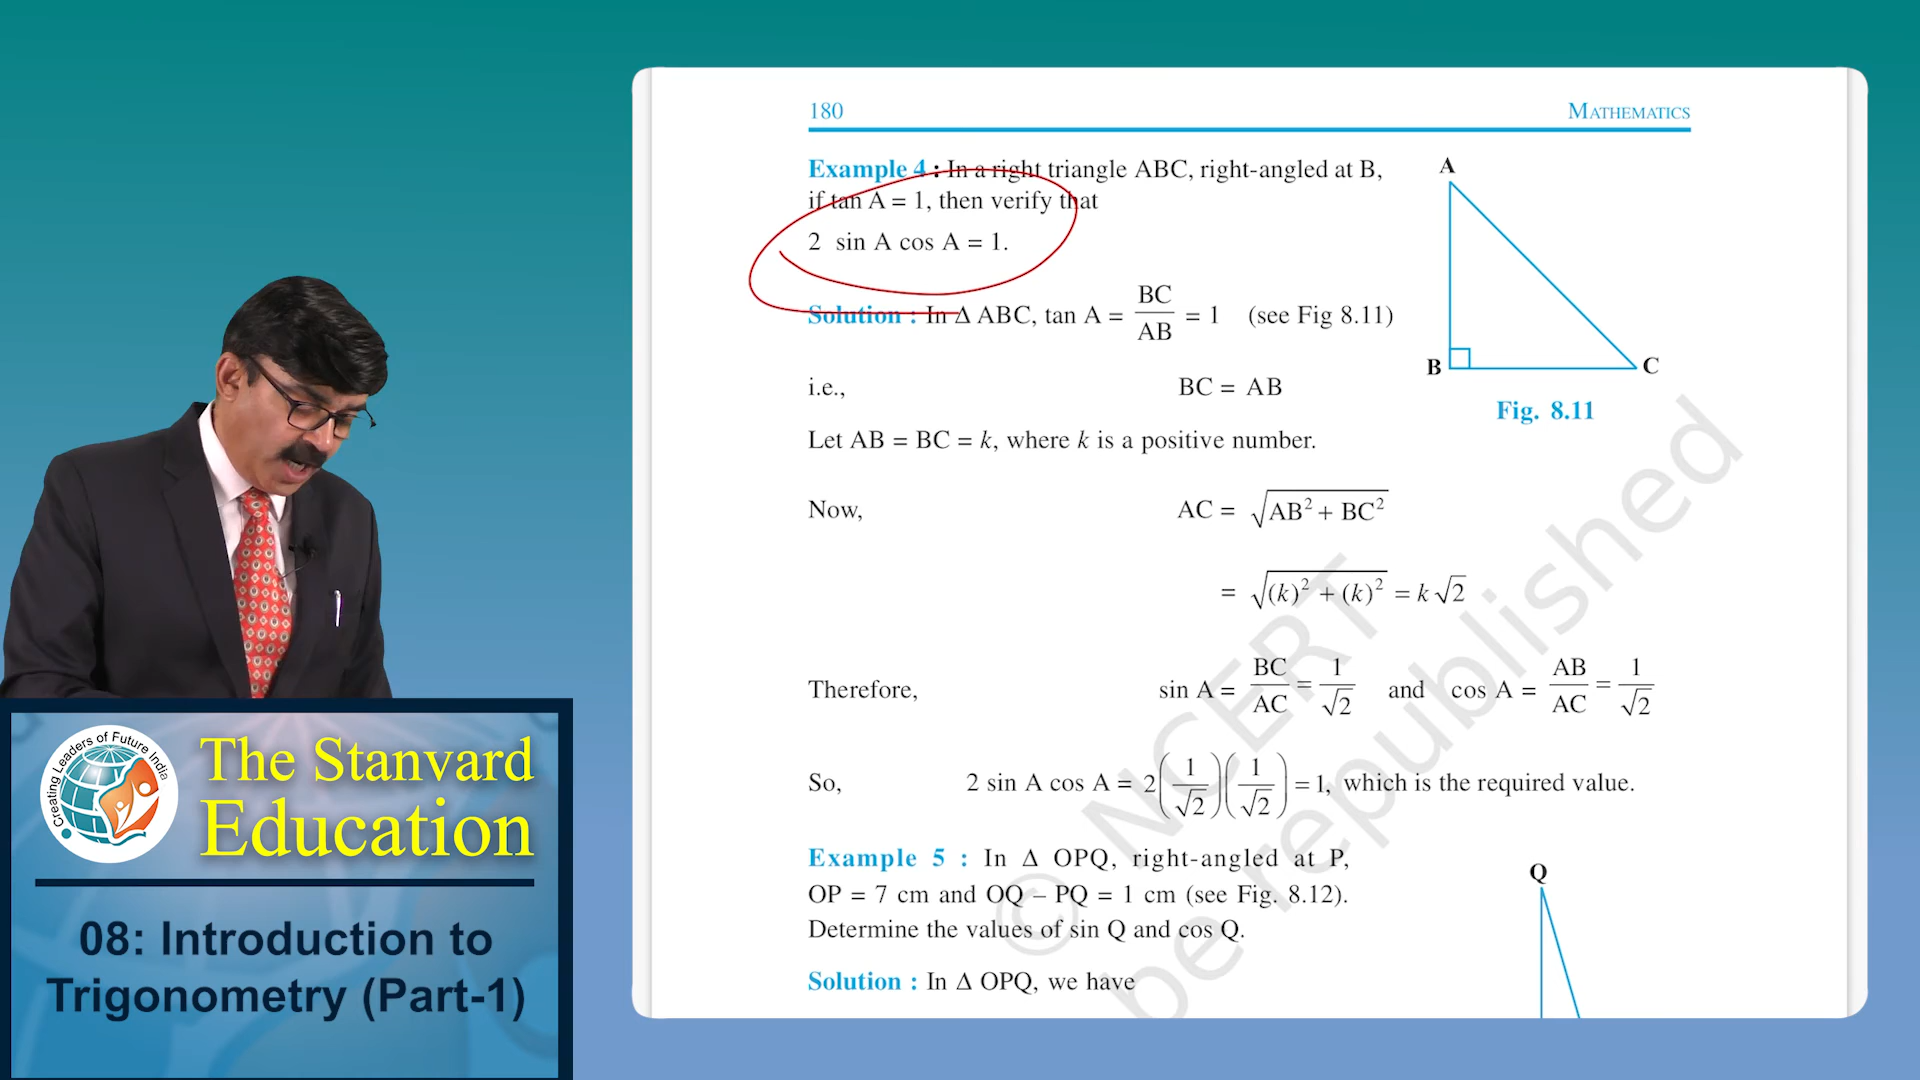 180 MATHEMATICS
Example 4 : In a right triangle ABC, right-angled at B,
if tan A = 1, then verify that
2 sin A cos A = 1.
Solution : In Δ ABC, tan A = BC/AB = 1 (see Fig 8.11)
i.e., BC = AB
Let AB = BC = k, where k is a positive number.
Now, AC = √(AB² + BC²)
= √((k)² + (k)²) = k√2
Therefore, sin A = BC/AC = 1/√2 and cos A = AB/AC = 1/√2
So, 2 sin A cos A = 2(1/√2)(1/√2) = 1, which is the required value.
Example 5 : In Δ OPQ, right-angled at P,
OP = 7 cm and OQ – PQ = 1 cm (see Fig. 8.12).
Determine the values of sin Q and cos Q.
Solution : In Δ OPQ, we have
A
B
C
Fig. 8.11
Q
© NCERT
be republished
Creating Leaders of Future India
The Stanvard
Education
08: Introduction to
Trigonometry (Part-1)